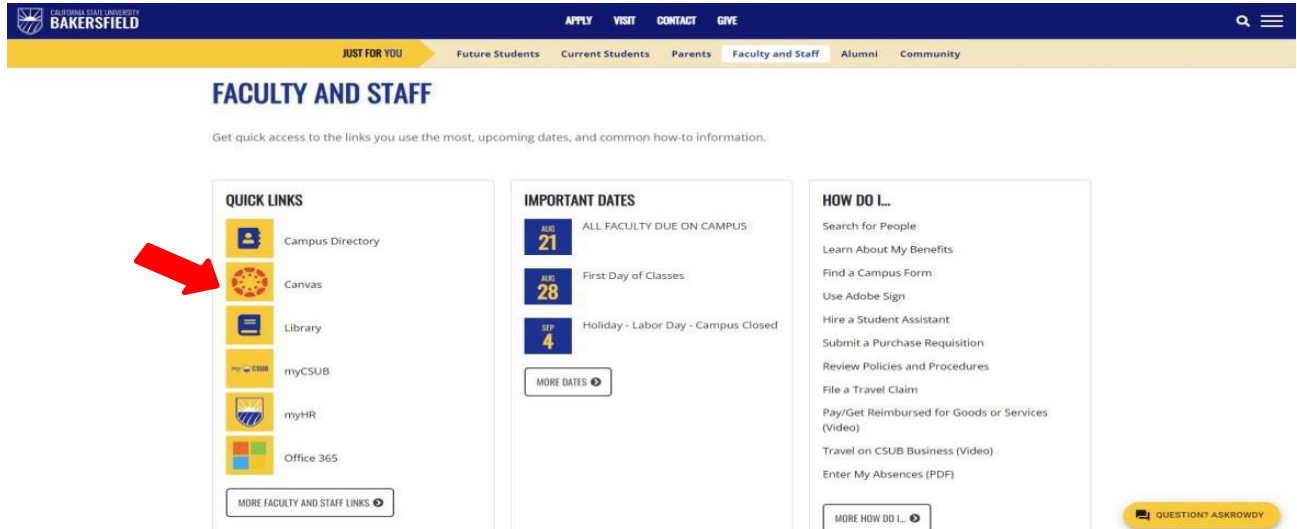 CALIFORNIA STATE UNIVERSITY
BAKERSFIELD
APPLY VISIT CONTACT GIVE
JUST FOR YOU Future Students Current Students Parents Faculty and Staff Alumni Community
FACULTY AND STAFF
Get quick access to the links you use the most, upcoming dates, and common how-to information.
QUICK LINKS
Campus Directory
Canvas
Library
my CSUB
myCSUB
myHR
Office 365
MORE FACULTY AND STAFF LINKS
IMPORTANT DATES
AUG
21
ALL FACULTY DUE ON CAMPUS
AUG
28
First Day of Classes
SEP
4
Holiday - Labor Day - Campus Closed
MORE DATES
HOW DO I...
Search for People
Learn About My Benefits
Find a Campus Form
Use Adobe Sign
Hire a Student Assistant
Submit a Purchase Requisition
Review Policies and Procedures
File a Travel Claim
Pay/Get Reimbursed for Goods or Services
(Video)
Travel on CSUB Business (Video)
Enter My Absences (PDF)
MORE HOW DO I...
QUESTION? ASKROWDY